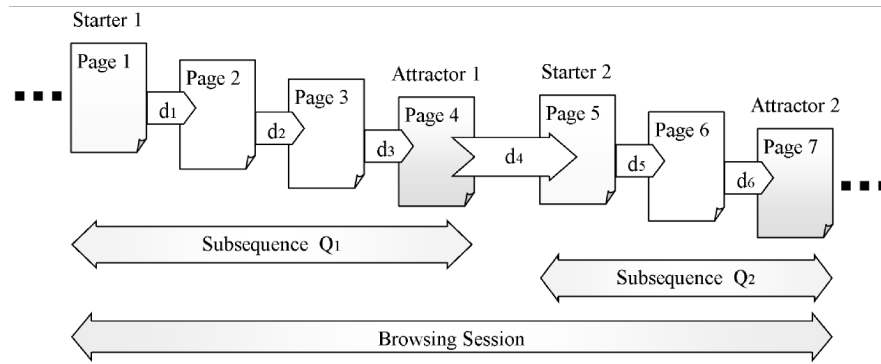 Starter 1
Page 1
d1
Page 2
d2
Page 3
d3
Attractor 1
Page 4
d4
Starter 2
Page 5
d5
Page 6
d6
Attractor 2
Page 7
Subsequence Q1
Subsequence Q2
Browsing Session